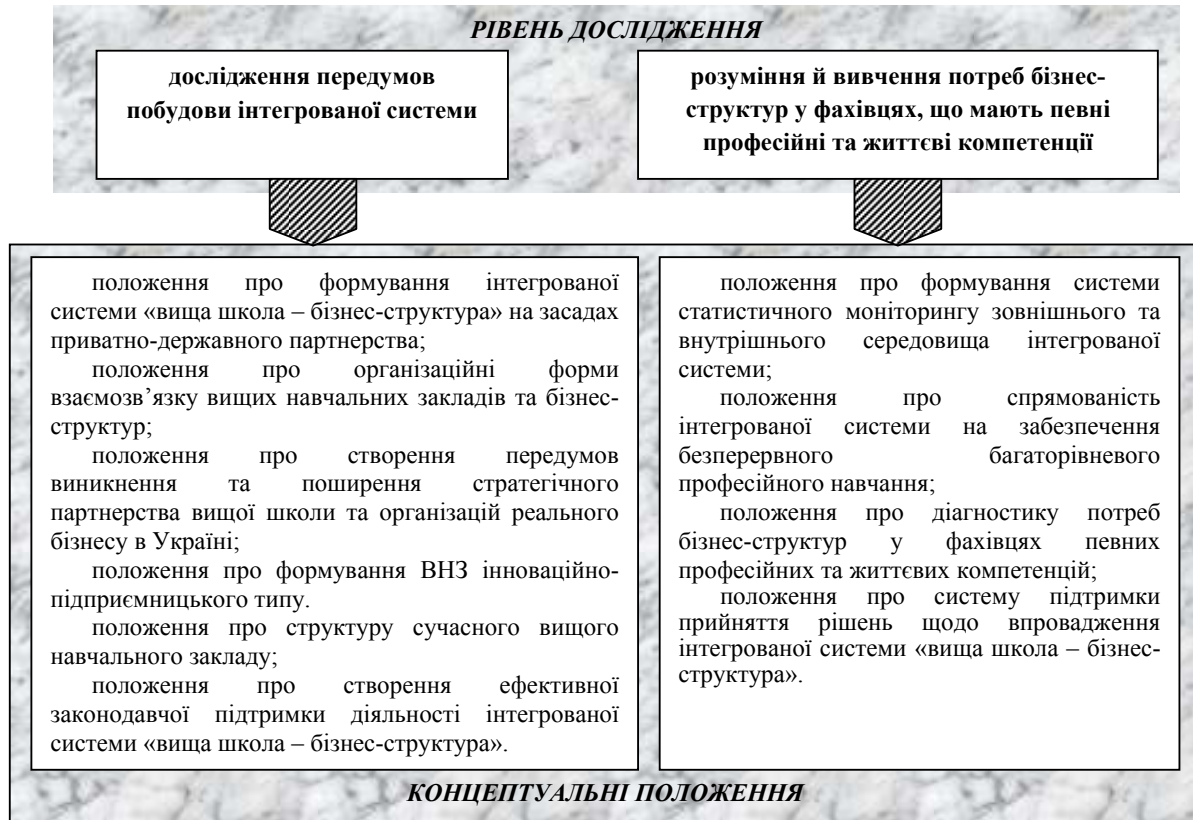 РІВЕНЬ ДОСЛІДЖЕННЯ
дослідження передумов
побудови інтегрованої системи
розуміння й вивчення потреб бізнес-
структур у фахівцях, що мають певні
професійні та життєві компетенції
положення про формування інтегрованої
системи «вища школа – бізнес-структура» на засадах
приватно-державного партнерства;
положення про організаційні форми
взаємозв’язку вищих навчальних закладів та бізнес-
структур;
положення про створення передумов
виникнення та поширення стратегічного
партнерства вищої школи та організацій реального
бізнесу в Україні;
положення про формування ВНЗ інноваційно-
підприємницького типу.
положення про структуру сучасного вищого
навчального закладу;
положення про створення ефективної
законодавчої підтримки діяльності інтегрованої
системи «вища школа – бізнес-структура».
положення про формування системи
статистичного моніторингу зовнішнього та
внутрішнього середовища інтегрованої
системи;
положення про спрямованість
інтегрованої системи на забезпечення
безперервного багаторівневого
професійного навчання;
положення про діагностику потреб
бізнес-структур у фахівцях певних
професійних та життєвих компетенцій;
положення про систему підтримки
прийняття рішень щодо впровадження
інтегрованої системи «вища школа – бізнес-
структура».
КОНЦЕПТУАЛЬНІ ПОЛОЖЕННЯ